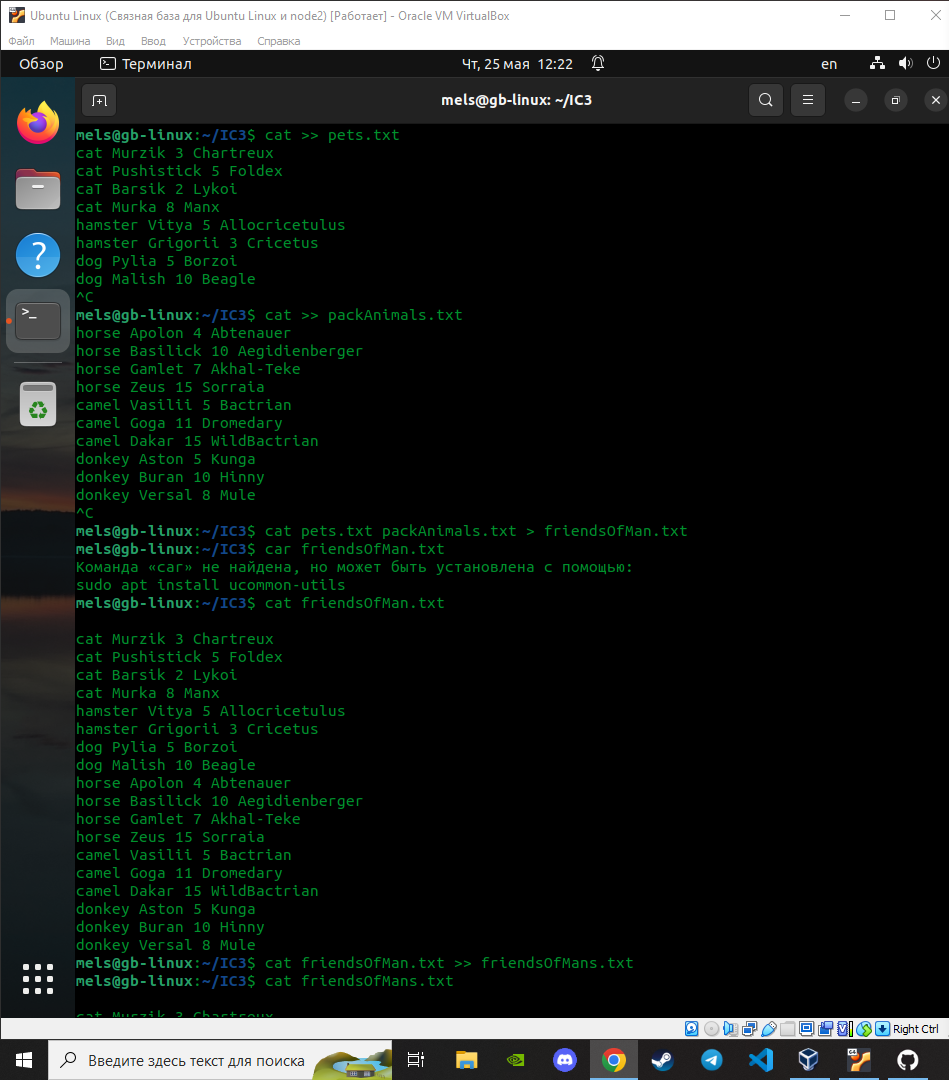 Ubuntu Linux (Связная база для Ubuntu Linux и node2) [Работает] - Oracle VM VirtualBox
Файл Машина Вид Ввод Устройства Справка
Обзор Терминал Чт, 25 мая 12:22 en
mels@gb-linux: ~/IC3
mels@gb-linux:~/IC3$ cat >> pets.txt
cat Murzik 3 Chartreux
cat Pushistick 5 Foldex
caT Barsik 2 Lykoi
cat Murka 8 Manx
hamster Vitya 5 Allocricetulus
hamster Grigorii 3 Cricetus
dog Pylia 5 Borzoi
dog Malish 10 Beagle
^C
mels@gb-linux:~/IC3$ cat >> packAnimals.txt
horse Apolon 4 Abtenauer
horse Basilick 10 Aegidienberger
horse Gamlet 7 Akhal-Teke
horse Zeus 15 Sorraia
camel Vasilii 5 Bactrian
camel Goga 11 Dromedary
camel Dakar 15 WildBactrian
donkey Aston 5 Kunga
donkey Buran 10 Hinny
donkey Versal 8 Mule
^C
mels@gb-linux:~/IC3$ cat pets.txt packAnimals.txt > friendsOfMan.txt
mels@gb-linux:~/IC3$ car friendsOfMan.txt
Команда «car» не найдена, но может быть установлена с помощью:
sudo apt install ucommon-utils
mels@gb-linux:~/IC3$ cat friendsOfMan.txt
cat Murzik 3 Chartreux
cat Pushistick 5 Foldex
cat Barsik 2 Lykoi
cat Murka 8 Manx
hamster Vitya 5 Allocricetulus
hamster Grigorii 3 Cricetus
dog Pylia 5 Borzoi
dog Malish 10 Beagle
horse Apolon 4 Abtenauer
horse Basilick 10 Aegidienberger
horse Gamlet 7 Akhal-Teke
horse Zeus 15 Sorraia
camel Vasilii 5 Bactrian
camel Goga 11 Dromedary
camel Dakar 15 WildBactrian
donkey Aston 5 Kunga
donkey Buran 10 Hinny
donkey Versal 8 Mule
mels@gb-linux:~/IC3$ cat friendsOfMan.txt >> friendsOfMans.txt
mels@gb-linux:~/IC3$ cat friendsOfMans.txt
cat Murzik 3 Chartreux
Right Ctrl
Введите здесь текст для поиска